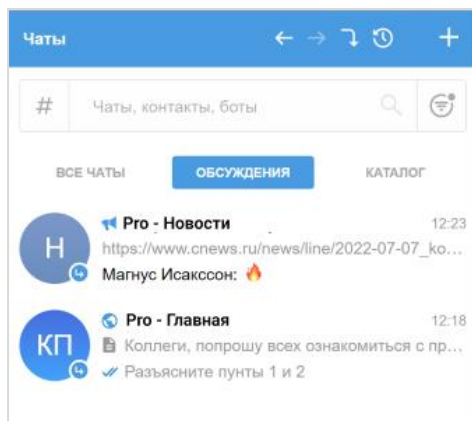 Чаты
# Чаты, контакты, боты
ВСЕ ЧАТЫ ОБСУЖДЕНИЯ КАТАЛОГ
Н Pro - Новости 12:23
https://www.cnews.ru/news/line/2022-07-07_ko...
Магнус Исакссон: 🔥
КП Pro - Главная 12:18
Коллеги, попрошу всех ознакомиться с пр...
Разъясните пунты 1 и 2